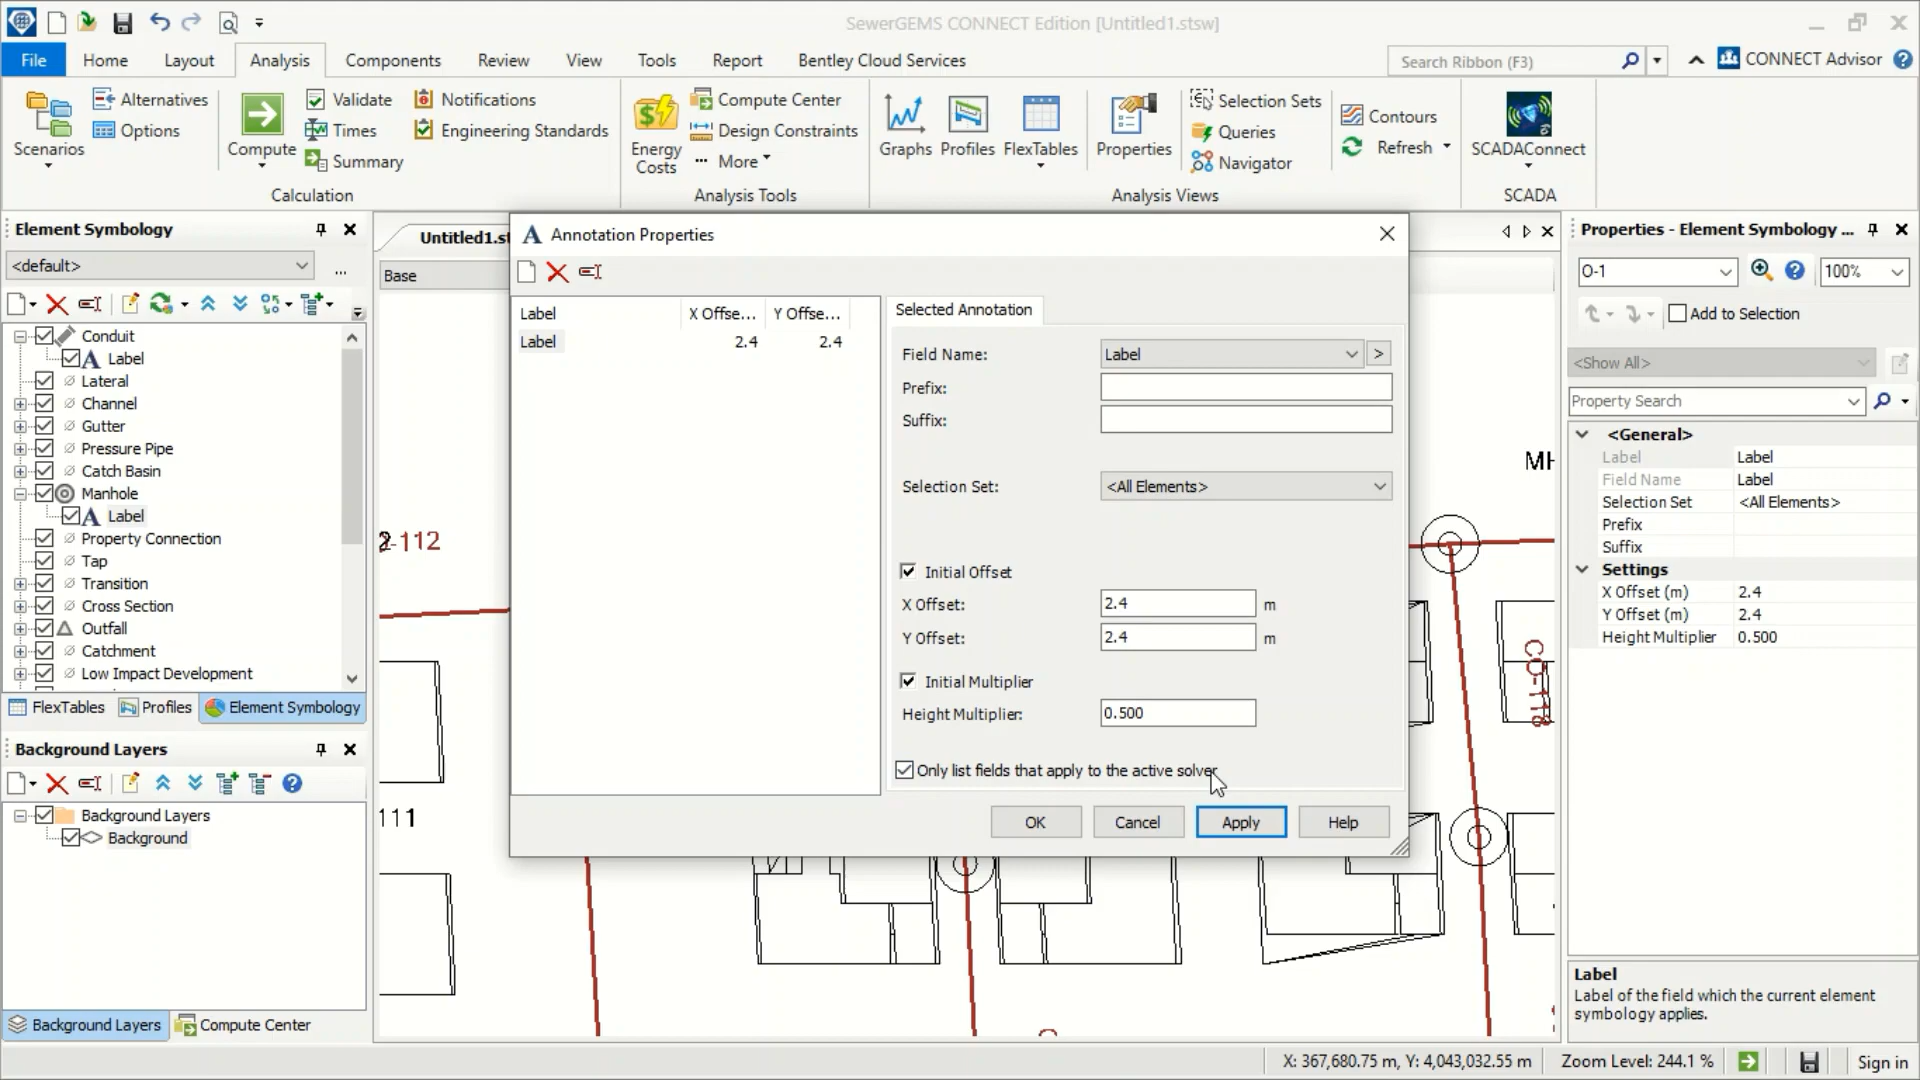 SewerGEMS CONNECT Edition [Untitled1.stsw]
File Home Layout Analysis Components Review View Tools Report Bentley Cloud Services Search Ribbon (F3) CONNECT Advisor
Scenarios
Alternatives
Options
Compute
Validate
Times
Summary
Notifications
Engineering Standards
Calculation
Energy
Costs
Compute Center
Design Constraints
More
Analysis Tools
Graphs
Profiles
FlexTables
Properties
Selection Sets
Queries
Navigator
Contours
Refresh
Analysis Views
SCADAConnect
SCADA
Element Symbology
<default>
...
Conduit
Label
Lateral
Channel
Gutter
Pressure Pipe
Catch Basin
Manhole
Label
Property Connection
Tap
Transition
Cross Section
Outfall
Catchment
Low Impact Development
FlexTables Profiles Element Symbology
Background Layers
Background Layers
Background
Background Layers Compute Center
Untitled1.st
Base
-112
111
MH
CO-118
Annotation Properties
Label X Offse... Y Offse...
Label 2.4 2.4
Selected Annotation
Field Name: Label >
Prefix:
Suffix:
Selection Set: <All Elements>
Initial Offset
X Offset: 2.4 m
Y Offset: 2.4 m
Initial Multiplier
Height Multiplier: 0.500
Only list fields that apply to the active solver
OK Cancel Apply Help
Properties - Element Symbology ...
O-1 100%
Add to Selection
<Show All>
Property Search
<General>
Label Label
Field Name Label
Selection Set <All Elements>
Prefix
Suffix
Settings
X Offset (m) 2.4
Y Offset (m) 2.4
Height Multiplier 0.500
Label
Label of the field which the current element
symbology applies.
X: 367,680.75 m, Y: 4,043,032.55 m Zoom Level: 244.1 % Sign in